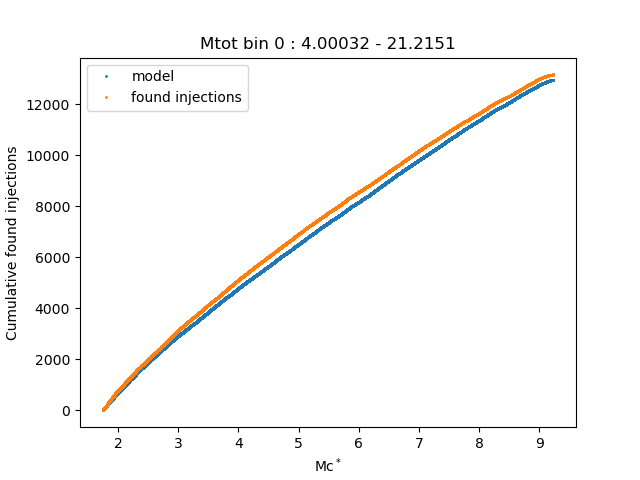 Mtot bin 0 : 4.00032 - 21.2151
model
found injections
Cumulative found injections
12000
10000
8000
6000
4000
2000
0
2 3 4 5 6 7 8 9
Mc*